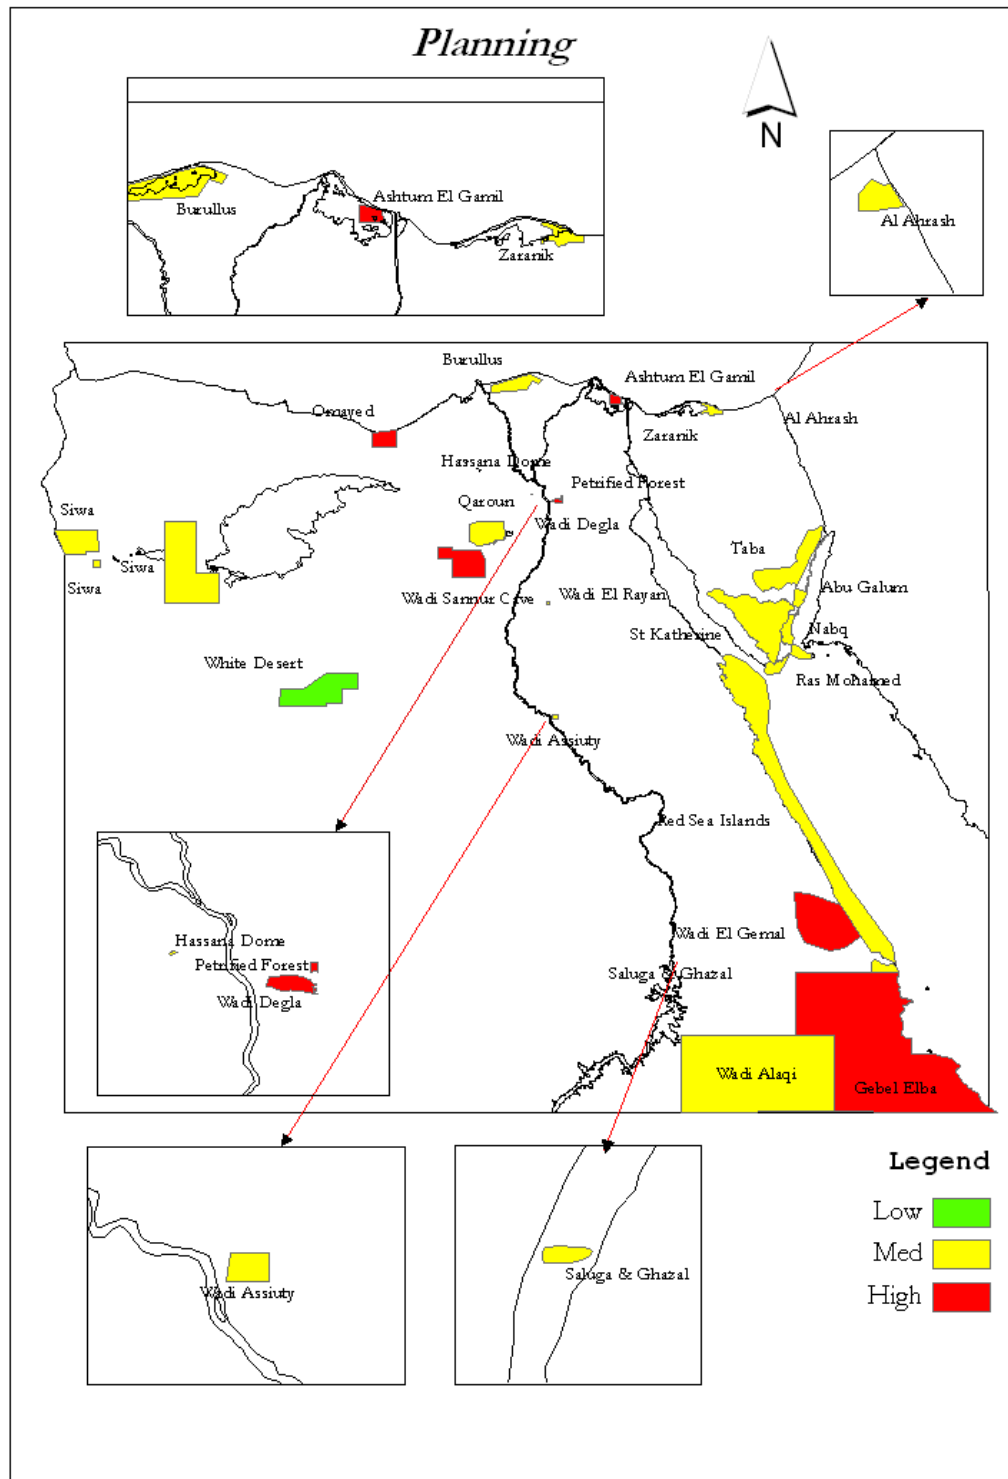 Planning
N
Ashtum El Gamil
Burullus
Zaranik
Al Ahrash
Burullus
Ashtum El Gamil
Omayed
Al Ahrash
Zaranik
Hassana Dome
Petrified Forest
Qaroun
Siwa
Wadi Degla
Taba
Siwa
Siwa
Abu Galum
Wadi Sannur Cave
Wadi El Rayan
Nabq
St Katherine
White Desert
Ras Mohamed
Wadi Assiuty
Red Sea Islands
Wadi El Gemal
Hassana Dome
Petrified Forest
Wadi Degla
Saluga & Ghazal
Wadi Alaqi
Gebel Elba
Legend
Low
Med
High
Wadi Assiuty
Saluga & Ghazal